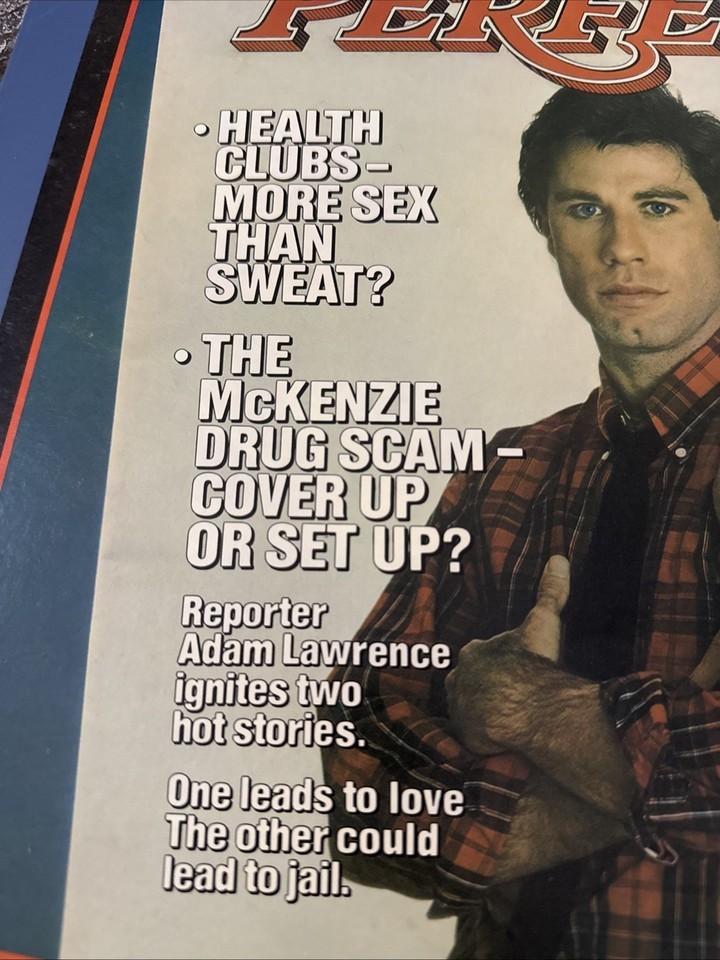 PERFE
• HEALTH
CLUBS –
MORE SEX
THAN
SWEAT?
• THE
McKENZIE
DRUG SCAM –
COVER UP
OR SET UP?
Reporter
Adam Lawrence
ignites two
hot stories.
One leads to love
The other could
lead to jail.